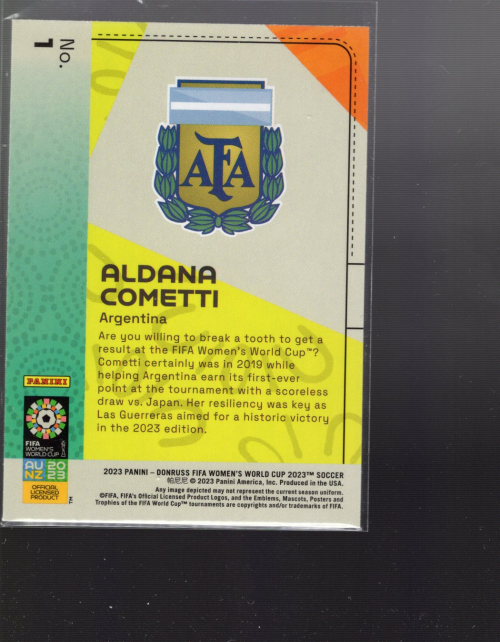 No. 1
AFA
ALDANA
COMETTI
Argentina
Are you willing to break a tooth to get a
result at the FIFA Women's World Cup™?
Cometti certainly was in 2019 while
helping Argentina earn its first-ever
point at the tournament with a scoreless
draw vs. Japan. Her resiliency was key as
Las Guerreras aimed for a historic victory
in the 2023 edition.
PANINI
FIFA
WOMEN'S
WORLD CUP
AU 20
NZ 23
OFFICIAL
LICENSED
PRODUCT
™
2023 PANINI – DONRUSS FIFA WOMEN'S WORLD CUP 2023™ SOCCER
帕尼尼 © 2023 Panini America, Inc. Produced in the USA.
Any image depicted may not represent the current season uniform.
©FIFA, FIFA's Official Licensed Product Logos, and the Emblems, Mascots, Posters and
Trophies of the FIFA World Cup™ tournaments are copyrights and/or trademarks of FIFA.